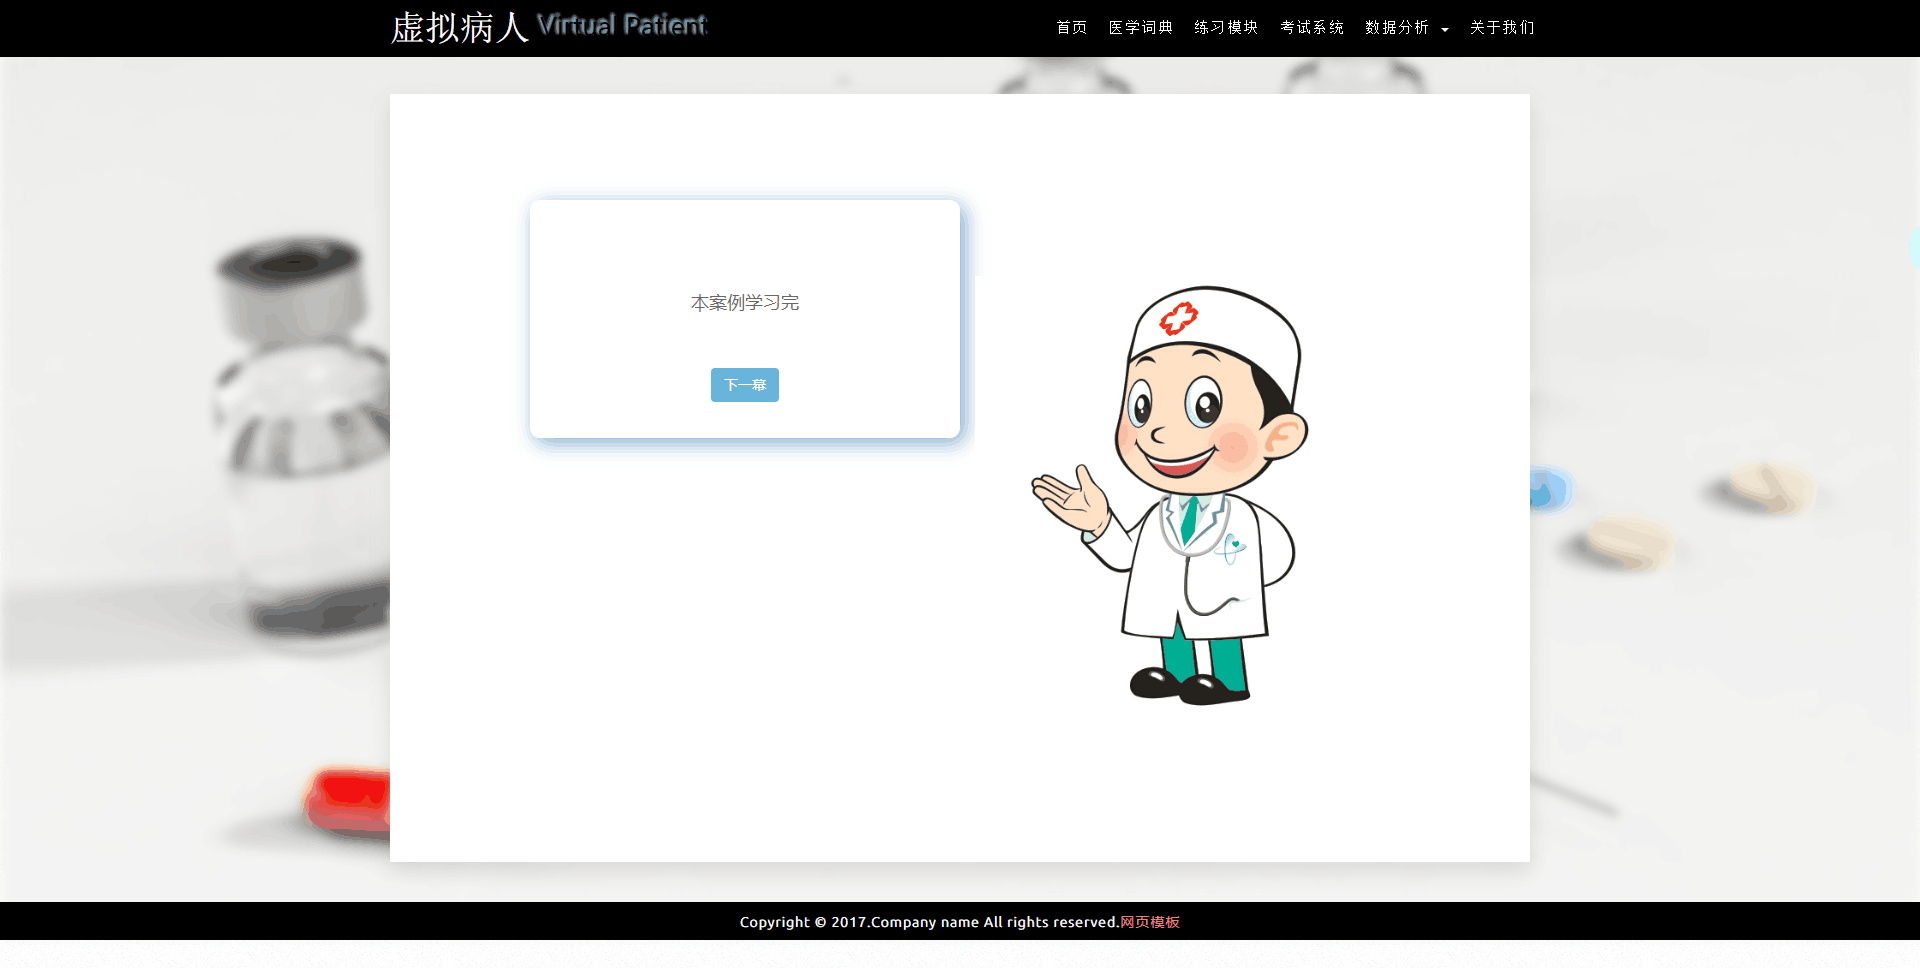 虚拟病人 Virtual Patient
首页 医学词典 练习模块 考试系统 数据分析 关于我们
本案例学习完
下一幕
Copyright © 2017.Company name All rights reserved.网页模板